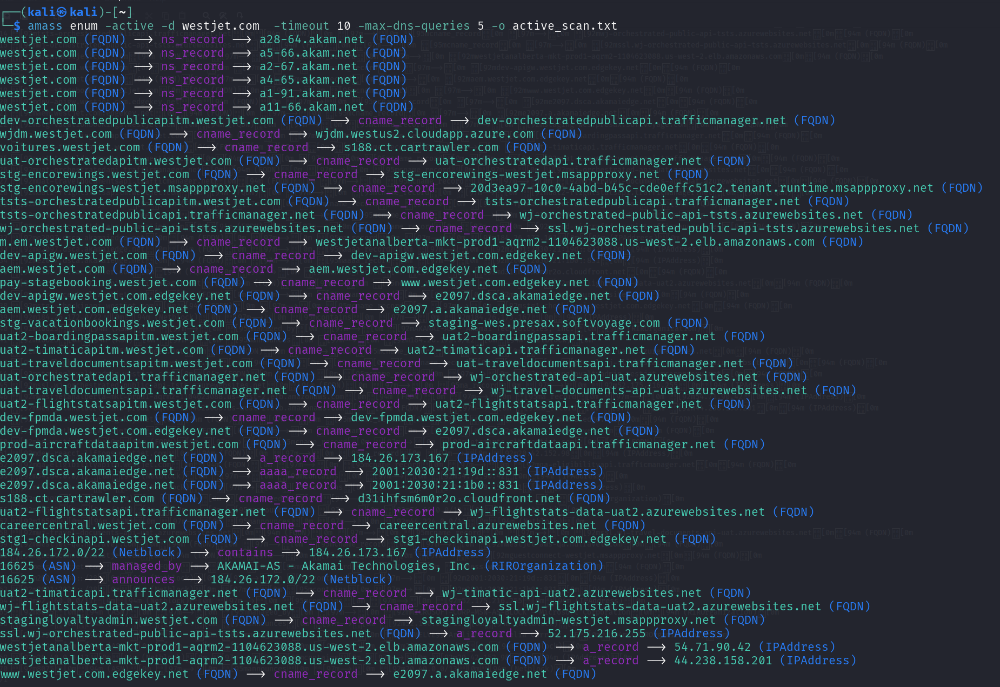 ┌──(kali㉿kali)-[~]
└─$ amass enum -active -d westjet.com -timeout 10 -max-dns-queries 5 -o active_scan.txt
westjet.com (FQDN) ⟶ ns_record ⟶ a28-64.akam.net (FQDN)
westjet.com (FQDN) ⟶ ns_record ⟶ a5-66.akam.net (FQDN)
westjet.com (FQDN) ⟶ ns_record ⟶ a2-67.akam.net (FQDN)
westjet.com (FQDN) ⟶ ns_record ⟶ a4-65.akam.net (FQDN)
westjet.com (FQDN) ⟶ ns_record ⟶ a1-91.akam.net (FQDN)
westjet.com (FQDN) ⟶ ns_record ⟶ a11-66.akam.net (FQDN)
dev-orchestratedpublicapitm.westjet.com (FQDN) ⟶ cname_record ⟶ dev-orchestratedpublicapi.trafficmanager.net (FQDN)
wjdm.westjet.com (FQDN) ⟶ cname_record ⟶ wjdm.westus2.cloudapp.azure.com (FQDN)
voitures.westjet.com (FQDN) ⟶ cname_record ⟶ s188.ct.cartrawler.com (FQDN)
uat-orchestratedapitm.westjet.com (FQDN) ⟶ cname_record ⟶ uat-orchestratedapi.trafficmanager.net (FQDN)
stg-encorewings.westjet.com (FQDN) ⟶ cname_record ⟶ stg-encorewings-westjet.msappproxy.net (FQDN)
stg-encorewings-westjet.msappproxy.net (FQDN) ⟶ cname_record ⟶ 20d3ea97-10c0-4abd-b45c-cde0effc51c2.tenant.runtime.msappproxy.net (FQDN)
tsts-orchestratedpublicapitm.westjet.com (FQDN) ⟶ cname_record ⟶ tsts-orchestratedpublicapi.trafficmanager.net (FQDN)
tsts-orchestratedpublicapi.trafficmanager.net (FQDN) ⟶ cname_record ⟶ wj-orchestrated-public-api-tsts.azurewebsites.net (FQDN)
wj-orchestrated-public-api-tsts.azurewebsites.net (FQDN) ⟶ cname_record ⟶ ssl.wj-orchestrated-public-api-tsts.azurewebsites.net (FQDN)
m.em.westjet.com (FQDN) ⟶ cname_record ⟶ westjetanalberta-mkt-prod1-aqrm2-1104623088.us-west-2.elb.amazonaws.com (FQDN)
dev-apigw.westjet.com (FQDN) ⟶ cname_record ⟶ dev-apigw.westjet.com.edgekey.net (FQDN)
aem.westjet.com (FQDN) ⟶ cname_record ⟶ aem.westjet.com.edgekey.net (FQDN)
pay-stagebooking.westjet.com (FQDN) ⟶ cname_record ⟶ www.westjet.com.edgekey.net (FQDN)
dev-apigw.westjet.com.edgekey.net (FQDN) ⟶ cname_record ⟶ e2097.dsca.akamaiedge.net (FQDN)
aem.westjet.com.edgekey.net (FQDN) ⟶ cname_record ⟶ e2097.a.akamaiedge.net (FQDN)
stg-vacationbookings.westjet.com (FQDN) ⟶ cname_record ⟶ staging-wes.presax.softvoyage.com (FQDN)
uat2-boardingpassapitm.westjet.com (FQDN) ⟶ cname_record ⟶ uat2-boardingpassapi.trafficmanager.net (FQDN)
uat2-timaticapitm.westjet.com (FQDN) ⟶ cname_record ⟶ uat2-timaticapi.trafficmanager.net (FQDN)
uat-traveldocumentsapitm.westjet.com (FQDN) ⟶ cname_record ⟶ uat-traveldocumentsapi.trafficmanager.net (FQDN)
uat-orchestratedapi.trafficmanager.net (FQDN) ⟶ cname_record ⟶ wj-orchestrated-api-uat.azurewebsites.net (FQDN)
uat-traveldocumentsapi.trafficmanager.net (FQDN) ⟶ cname_record ⟶ wj-travel-documents-api-uat.azurewebsites.net (FQDN)
uat2-flightstatsapitm.westjet.com (FQDN) ⟶ cname_record ⟶ uat2-flightstatsapi.trafficmanager.net (FQDN)
dev-fpmda.westjet.com (FQDN) ⟶ cname_record ⟶ dev-fpmda.westjet.com.edgekey.net (FQDN)
dev-fpmda.westjet.com.edgekey.net (FQDN) ⟶ cname_record ⟶ e2097.dsca.akamaiedge.net (FQDN)
prod-aircraftdataapitm.westjet.com (FQDN) ⟶ cname_record ⟶ prod-aircraftdataapi.trafficmanager.net (FQDN)
e2097.dsca.akamaiedge.net (FQDN) ⟶ a_record ⟶ 184.26.173.167 (IPAddress)
e2097.dsca.akamaiedge.net (FQDN) ⟶ aaaa_record ⟶ 2001:2030:21:19d::831 (IPAddress)
e2097.dsca.akamaiedge.net (FQDN) ⟶ aaaa_record ⟶ 2001:2030:21:1b0::831 (IPAddress)
s188.ct.cartrawler.com (FQDN) ⟶ cname_record ⟶ d31ihfsm6m0r2o.cloudfront.net (FQDN)
uat2-flightstatsapi.trafficmanager.net (FQDN) ⟶ cname_record ⟶ wj-flightstats-data-uat2.azurewebsites.net (FQDN)
careercentral.westjet.com (FQDN) ⟶ cname_record ⟶ careercentral.azurewebsites.net (FQDN)
stg1-checkinapi.westjet.com (FQDN) ⟶ cname_record ⟶ stg1-checkinapi.westjet.com.edgekey.net (FQDN)
184.26.172.0/22 (Netblock) ⟶ contains ⟶ 184.26.173.167 (IPAddress)
16625 (ASN) ⟶ managed_by ⟶ AKAMAI-AS - Akamai Technologies, Inc. (RIROrganization)
16625 (ASN) ⟶ announces ⟶ 184.26.172.0/22 (Netblock)
uat2-timaticapi.trafficmanager.net (FQDN) ⟶ cname_record ⟶ wj-timatic-api-uat2.azurewebsites.net (FQDN)
wj-flightstats-data-uat2.azurewebsites.net (FQDN) ⟶ cname_record ⟶ ssl.wj-flightstats-data-uat2.azurewebsites.net (FQDN)
stagingloyaltyadmin.westjet.com (FQDN) ⟶ cname_record ⟶ stagingloyaltyadmin-westjet.msappproxy.net (FQDN)
ssl.wj-orchestrated-public-api-tsts.azurewebsites.net (FQDN) ⟶ a_record ⟶ 52.175.216.255 (IPAddress)
westjetanalberta-mkt-prod1-aqrm2-1104623088.us-west-2.elb.amazonaws.com (FQDN) ⟶ a_record ⟶ 54.71.90.42 (IPAddress)
westjetanalberta-mkt-prod1-aqrm2-1104623088.us-west-2.elb.amazonaws.com (FQDN) ⟶ a_record ⟶ 44.238.158.201 (IPAddress)
www.westjet.com.edgekey.net (FQDN) ⟶ cname_record ⟶ e2097.a.akamaiedge.net (FQDN)